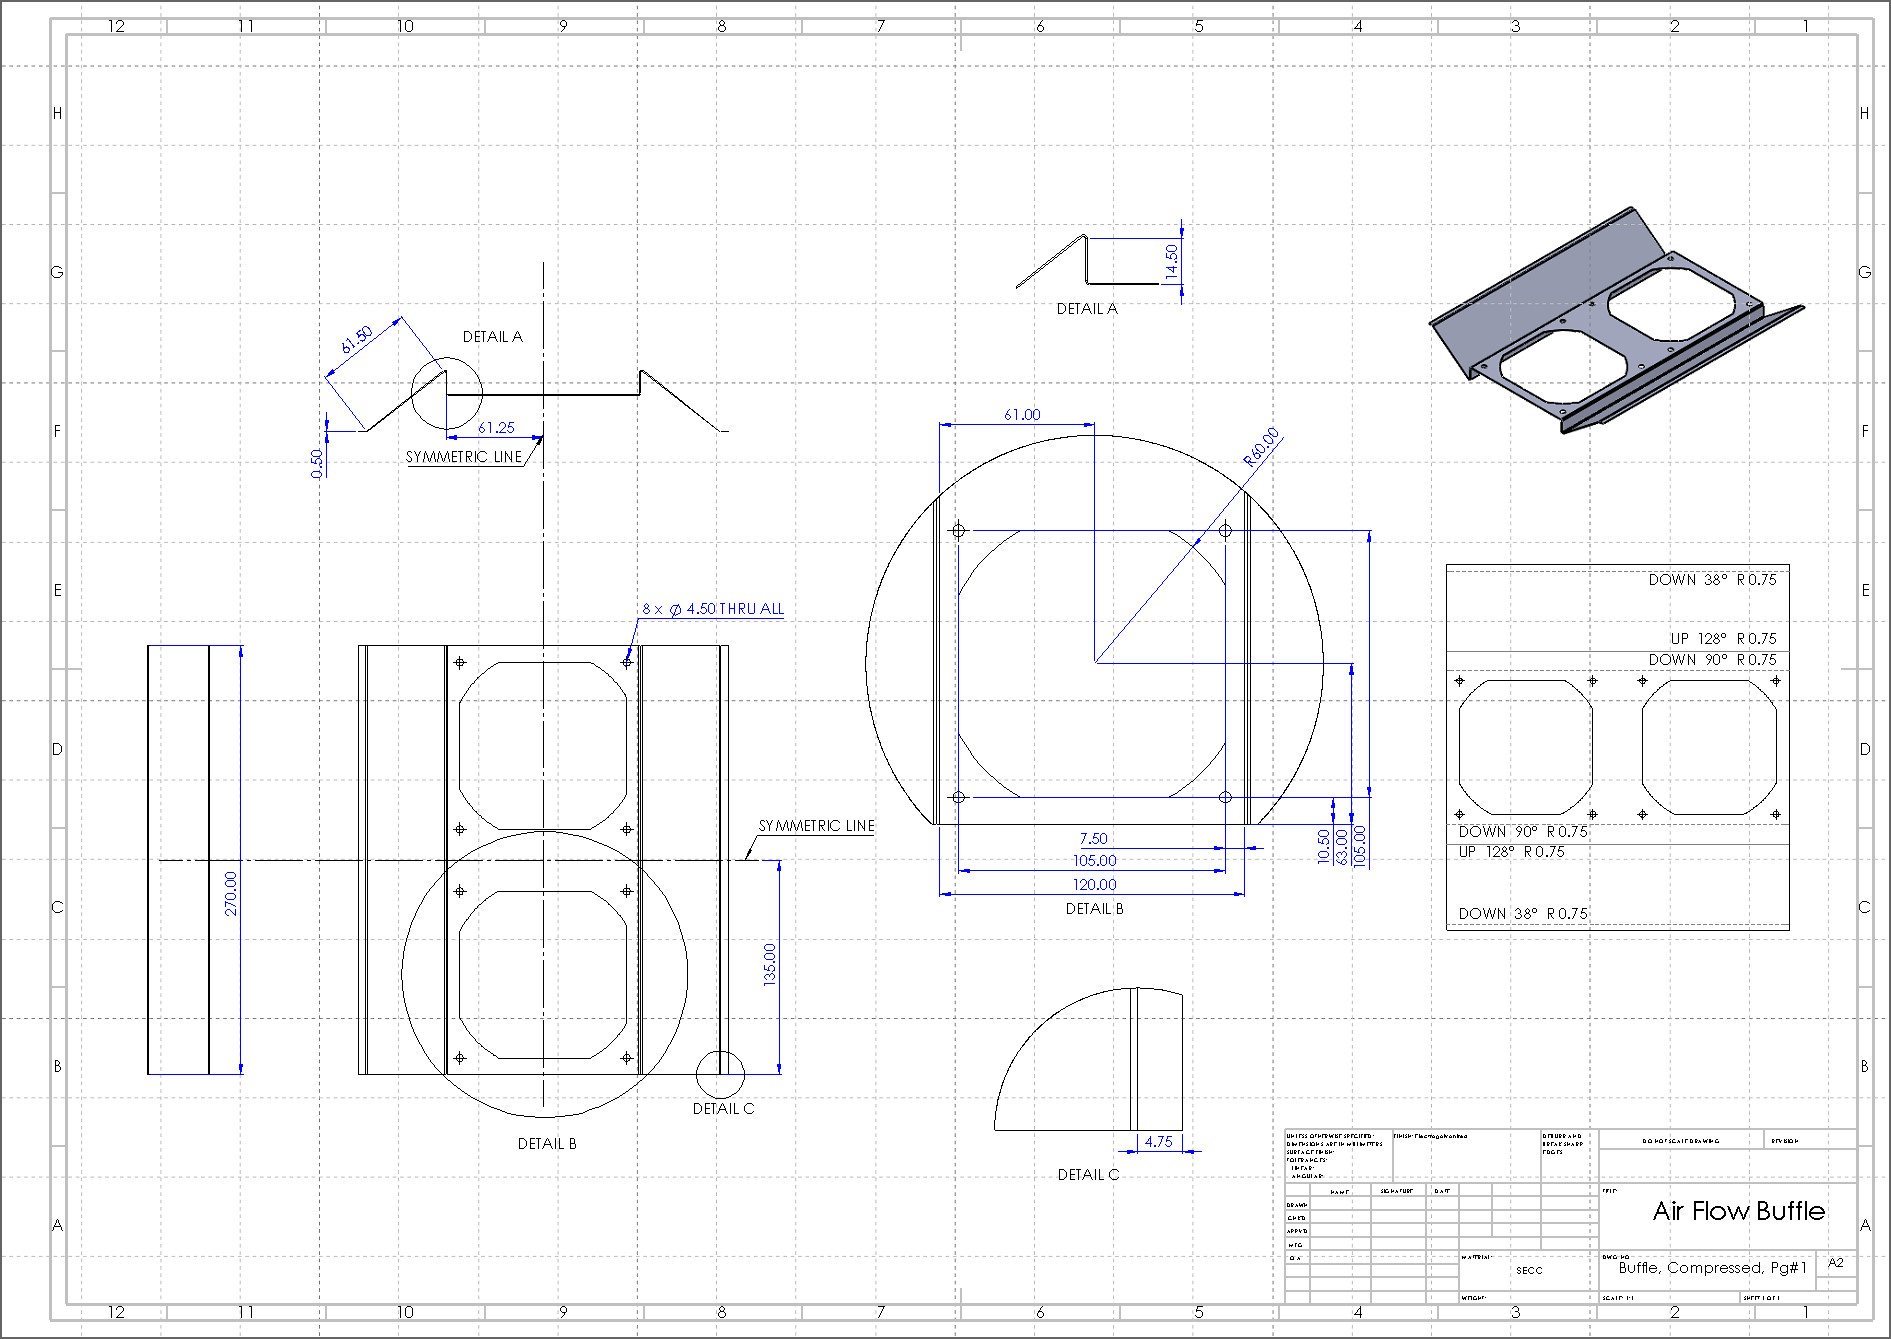 12 11 10 9 8 7 6 5 4 3 2 1
H H
G G
F F
E E
D D
C C
B B
A A
DETAIL A
61.50
61.25
SYMMETRIC LINE
0.50
14.50
DETAIL A
61.00
R60.00
7.50
105.00
120.00
10.50
63.00
105.00
DETAIL B
8 x Ø 4.50 THRU ALL
SYMMETRIC LINE
270.00
135.00
DETAIL C
DETAIL B
4.75
DETAIL C
DOWN 38° R 0.75
UP 128° R 0.75
DOWN 90° R 0.75
DOWN 90° R 0.75
UP 128° R 0.75
DOWN 38° R 0.75
UNLESS OTHERWISE SPECIFIED:
DIMENSIONS ARE IN MILLIMETERS
SURFACE FINISH:
TOLERANCES:
LINEAR:
ANGULAR:
FINISH:
DEBURR AND
BREAK SHARP
EDGES
DO NOT SCALE DRAWING
REVISION
NAME
SIGNATURE
DATE
DRAWN
CHK'D
APPV'D
MFG
Q.A
TITLE:
Air Flow Buffle
MATERIAL:
SECC
DWG NO.
Buffle, Compressed, Pg#1
A2
WEIGHT:
SCALE: 1:1
SHEET 1 OF 1
12 11 10 9 8 7 6 5 4 3 2 1